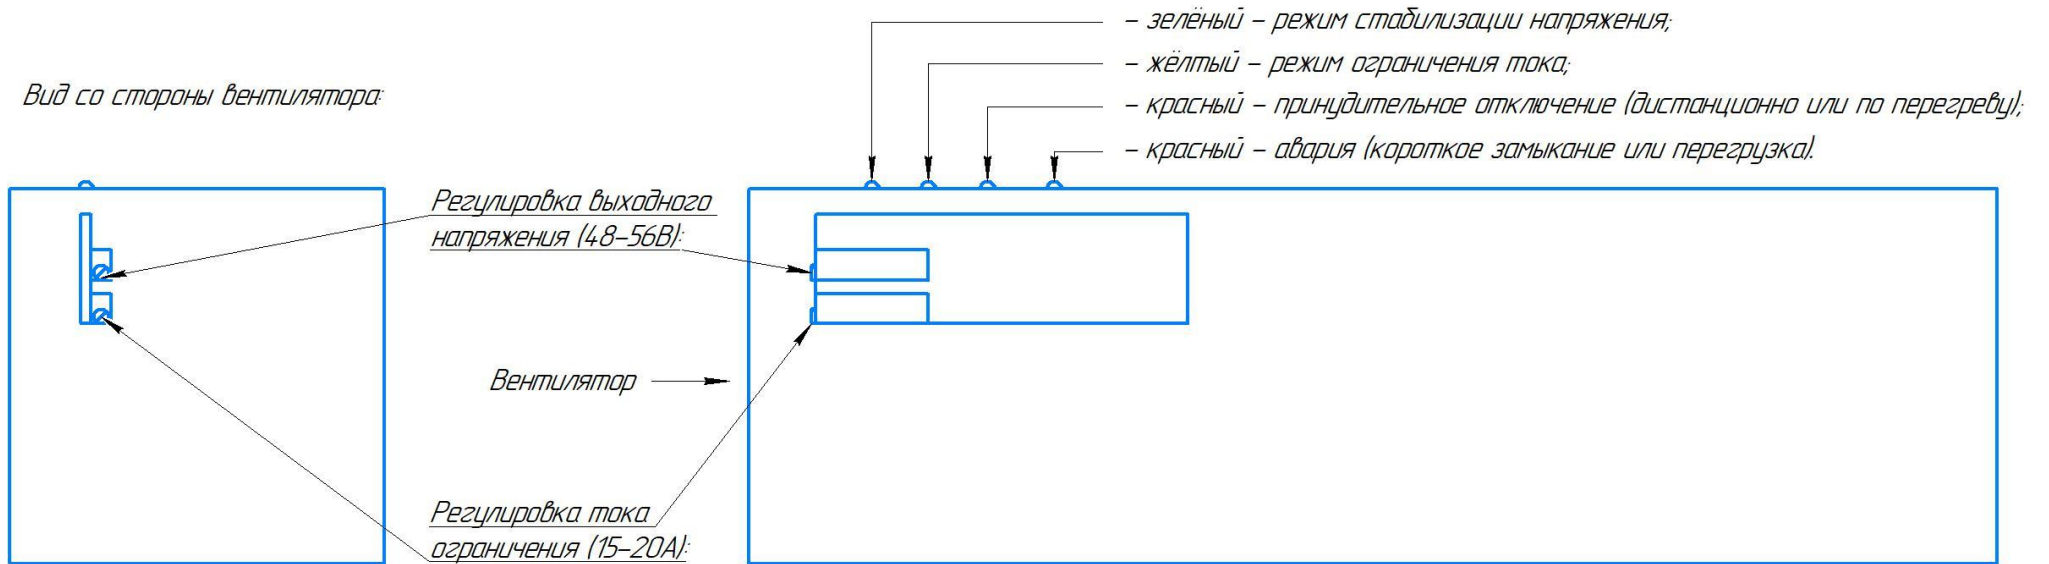 – зелёный – режим стабилизации напряжения;
– жёлтый – режим ограничения тока;
Вид со стороны вентилятора:
– красный – принудительное отключение (дистанционно или по перегреву);
– красный – авария (короткое замыкание или перегрузка).
Регулировка выходного
напряжения (48–56В):
Вентилятор
Регулировка тока
ограничения (15–20А):